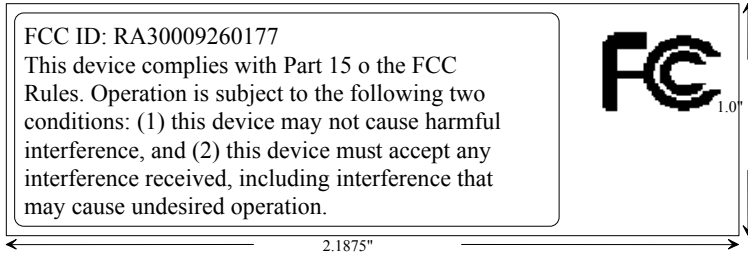 FCC ID: RA30009260177
This device complies with Part 15 o the FCC
Rules. Operation is subject to the following two
conditions: (1) this device may not cause harmful
interference, and (2) this device must accept any
interference received, including interference that
may cause undesired operation.
FC
1.0"
2.1875"